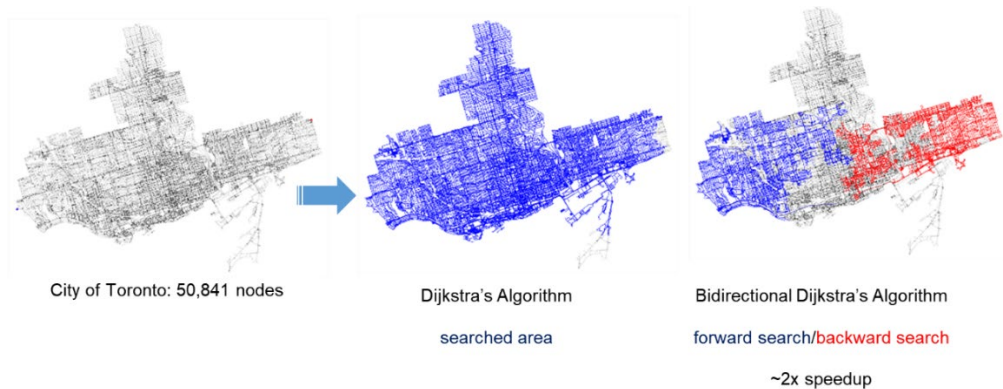 City of Toronto: 50,841 nodes
Dijkstra's Algorithm
searched area
Bidirectional Dijkstra's Algorithm
forward search/backward search
~2x speedup